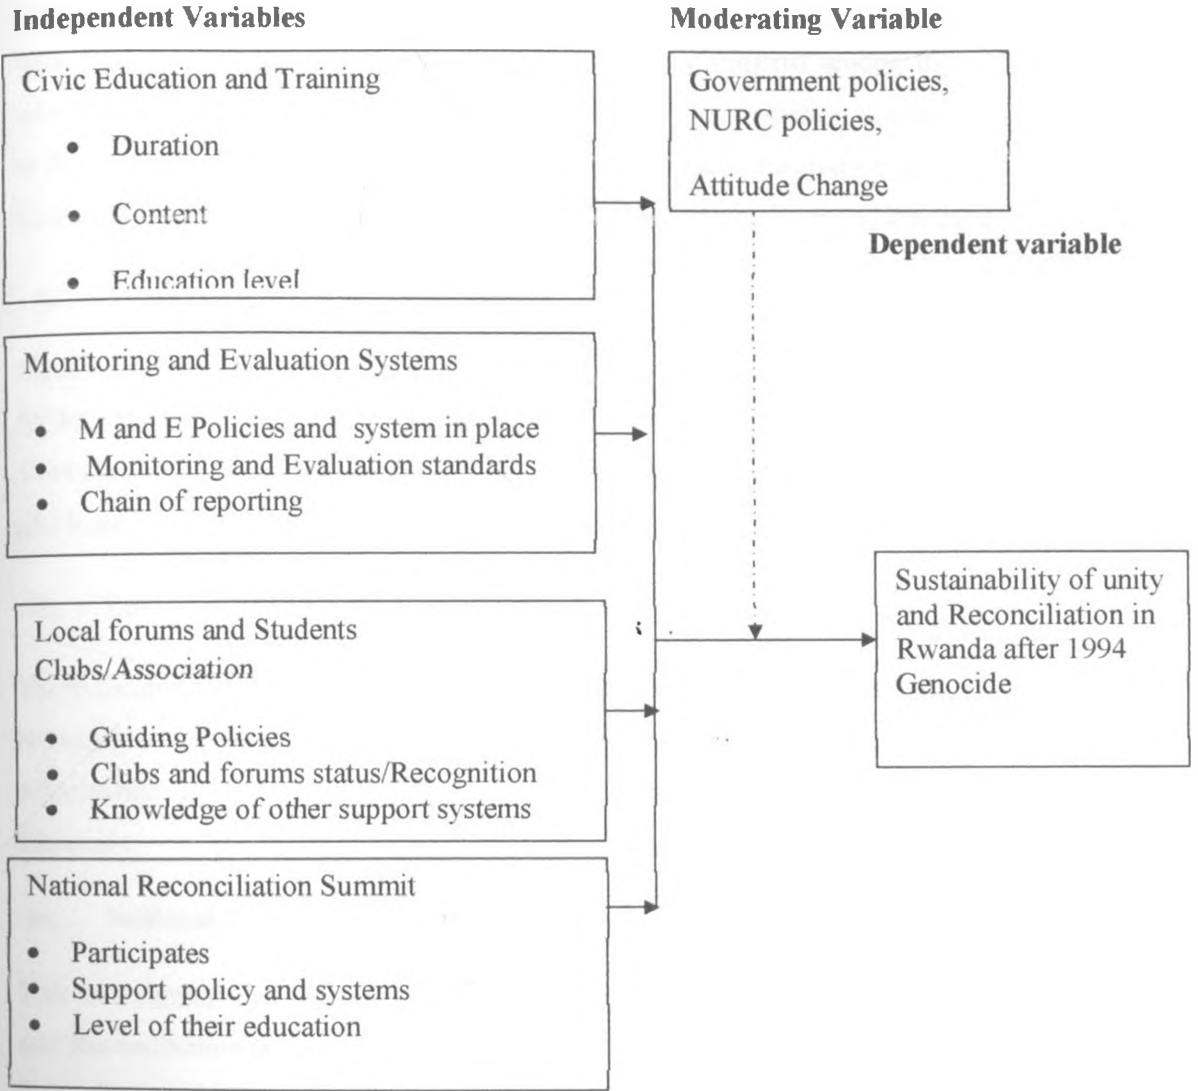 Independent Variables
Civic Education and Training
• Duration
• Content
• Education level
Monitoring and Evaluation Systems
• M and E Policies and system in place
• Monitoring and Evaluation standards
• Chain of reporting
Local forums and Students
Clubs/Association
• Guiding Policies
• Clubs and forums status/Recognition
• Knowledge of other support systems
National Reconciliation Summit
• Participates
• Support policy and systems
• Level of their education
Moderating Variable
Government policies,
NURC policies,
Attitude Change
Dependent variable
Sustainability of unity
and Reconciliation in
Rwanda after 1994
Genocide